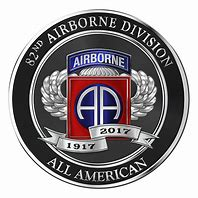 82ND AIRBORNE DIVISION
AIRBORNE
AA
1917 2017
ALL AMERICAN